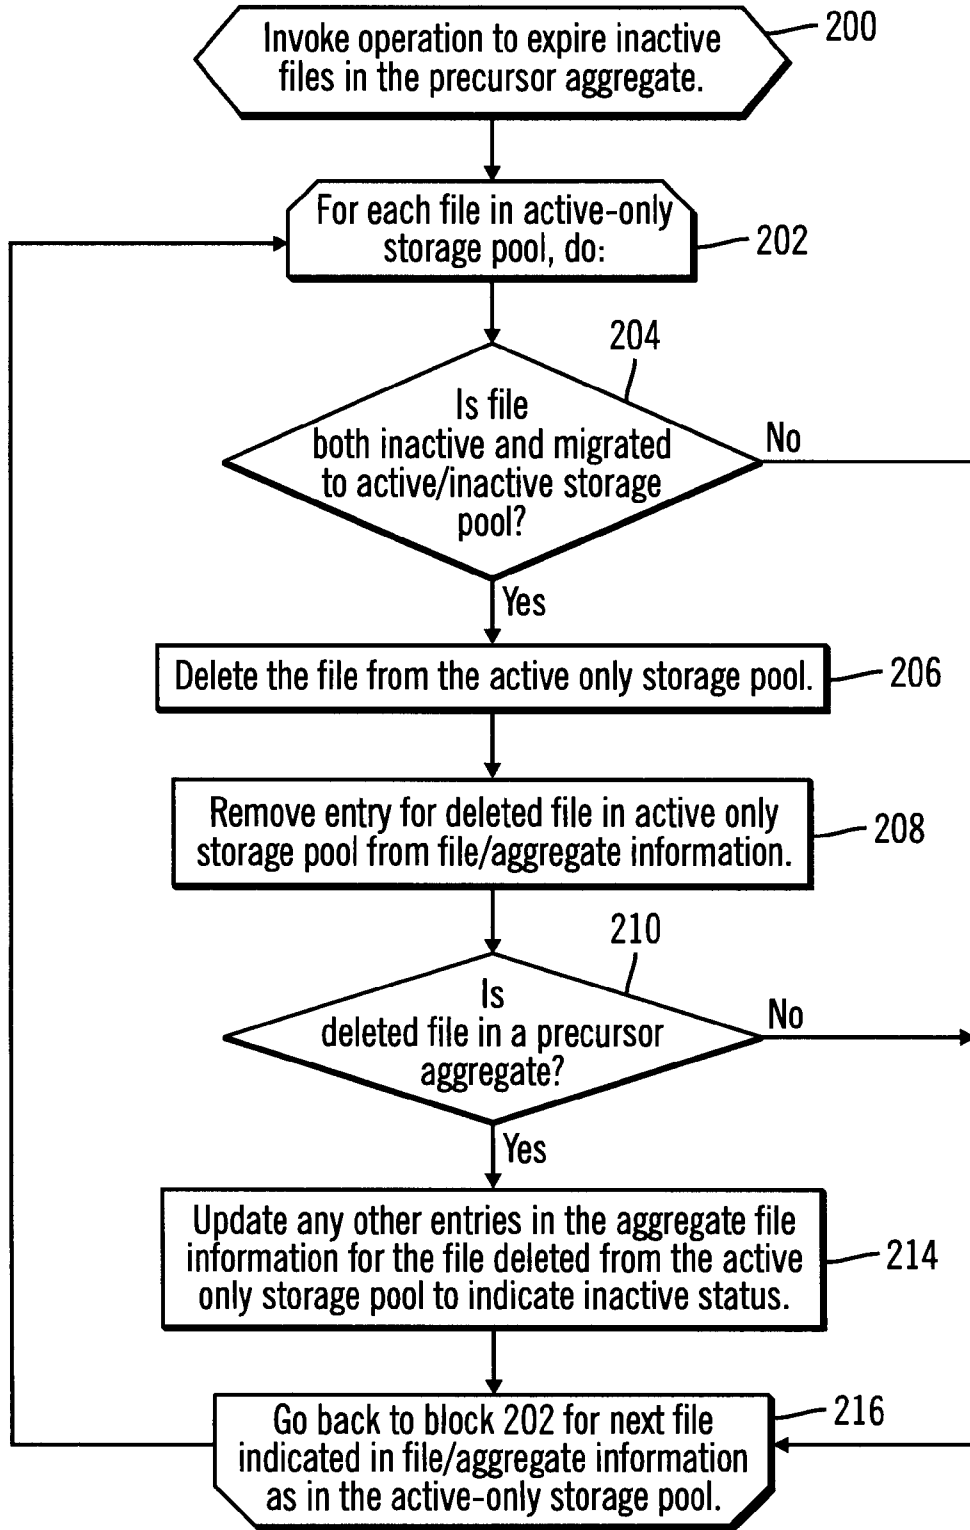 Invoke operation to expire inactive
files in the precursor aggregate.
200
For each file in active-only
storage pool, do:
202
204
Is file
both inactive and migrated
to active/inactive storage
pool?
No
Yes
Delete the file from the active only storage pool.
206
Remove entry for deleted file in active only
storage pool from file/aggregate information.
208
210
Is
deleted file in a precursor
aggregate?
No
Yes
Update any other entries in the aggregate file
information for the file deleted from the active
only storage pool to indicate inactive status.
214
Go back to block 202 for next file
indicated in file/aggregate information
as in the active-only storage pool.
216